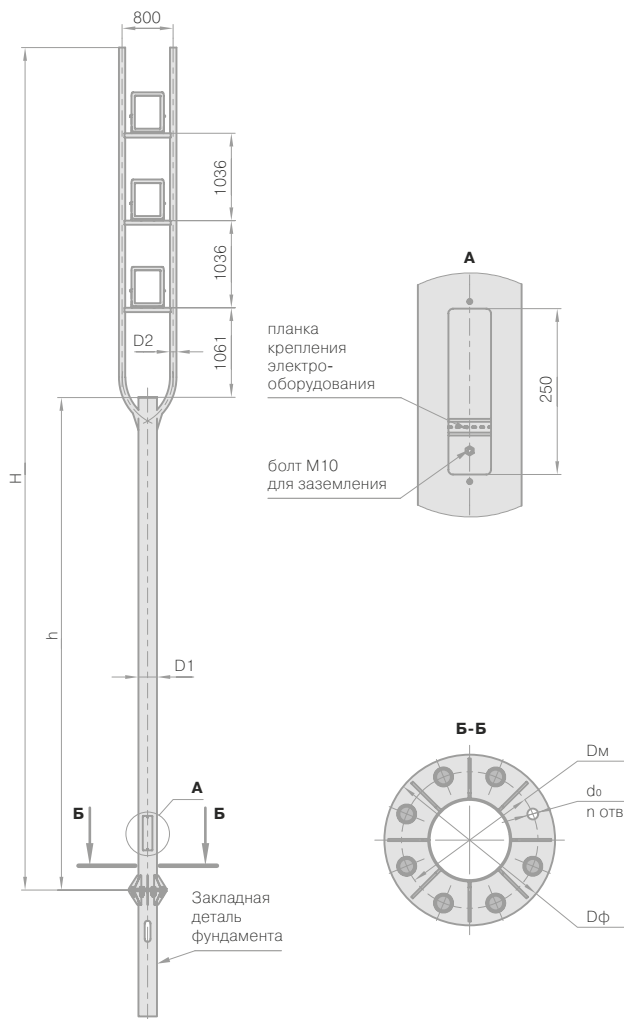 800
1036
1036
1061
D2
H
h
D1
А
Б
Б
Закладная
деталь
фундамента
А
планка
крепления
электро-
оборудования
250
болт М10
для заземления
Б-Б
Dм
d₀
n отв
Dф